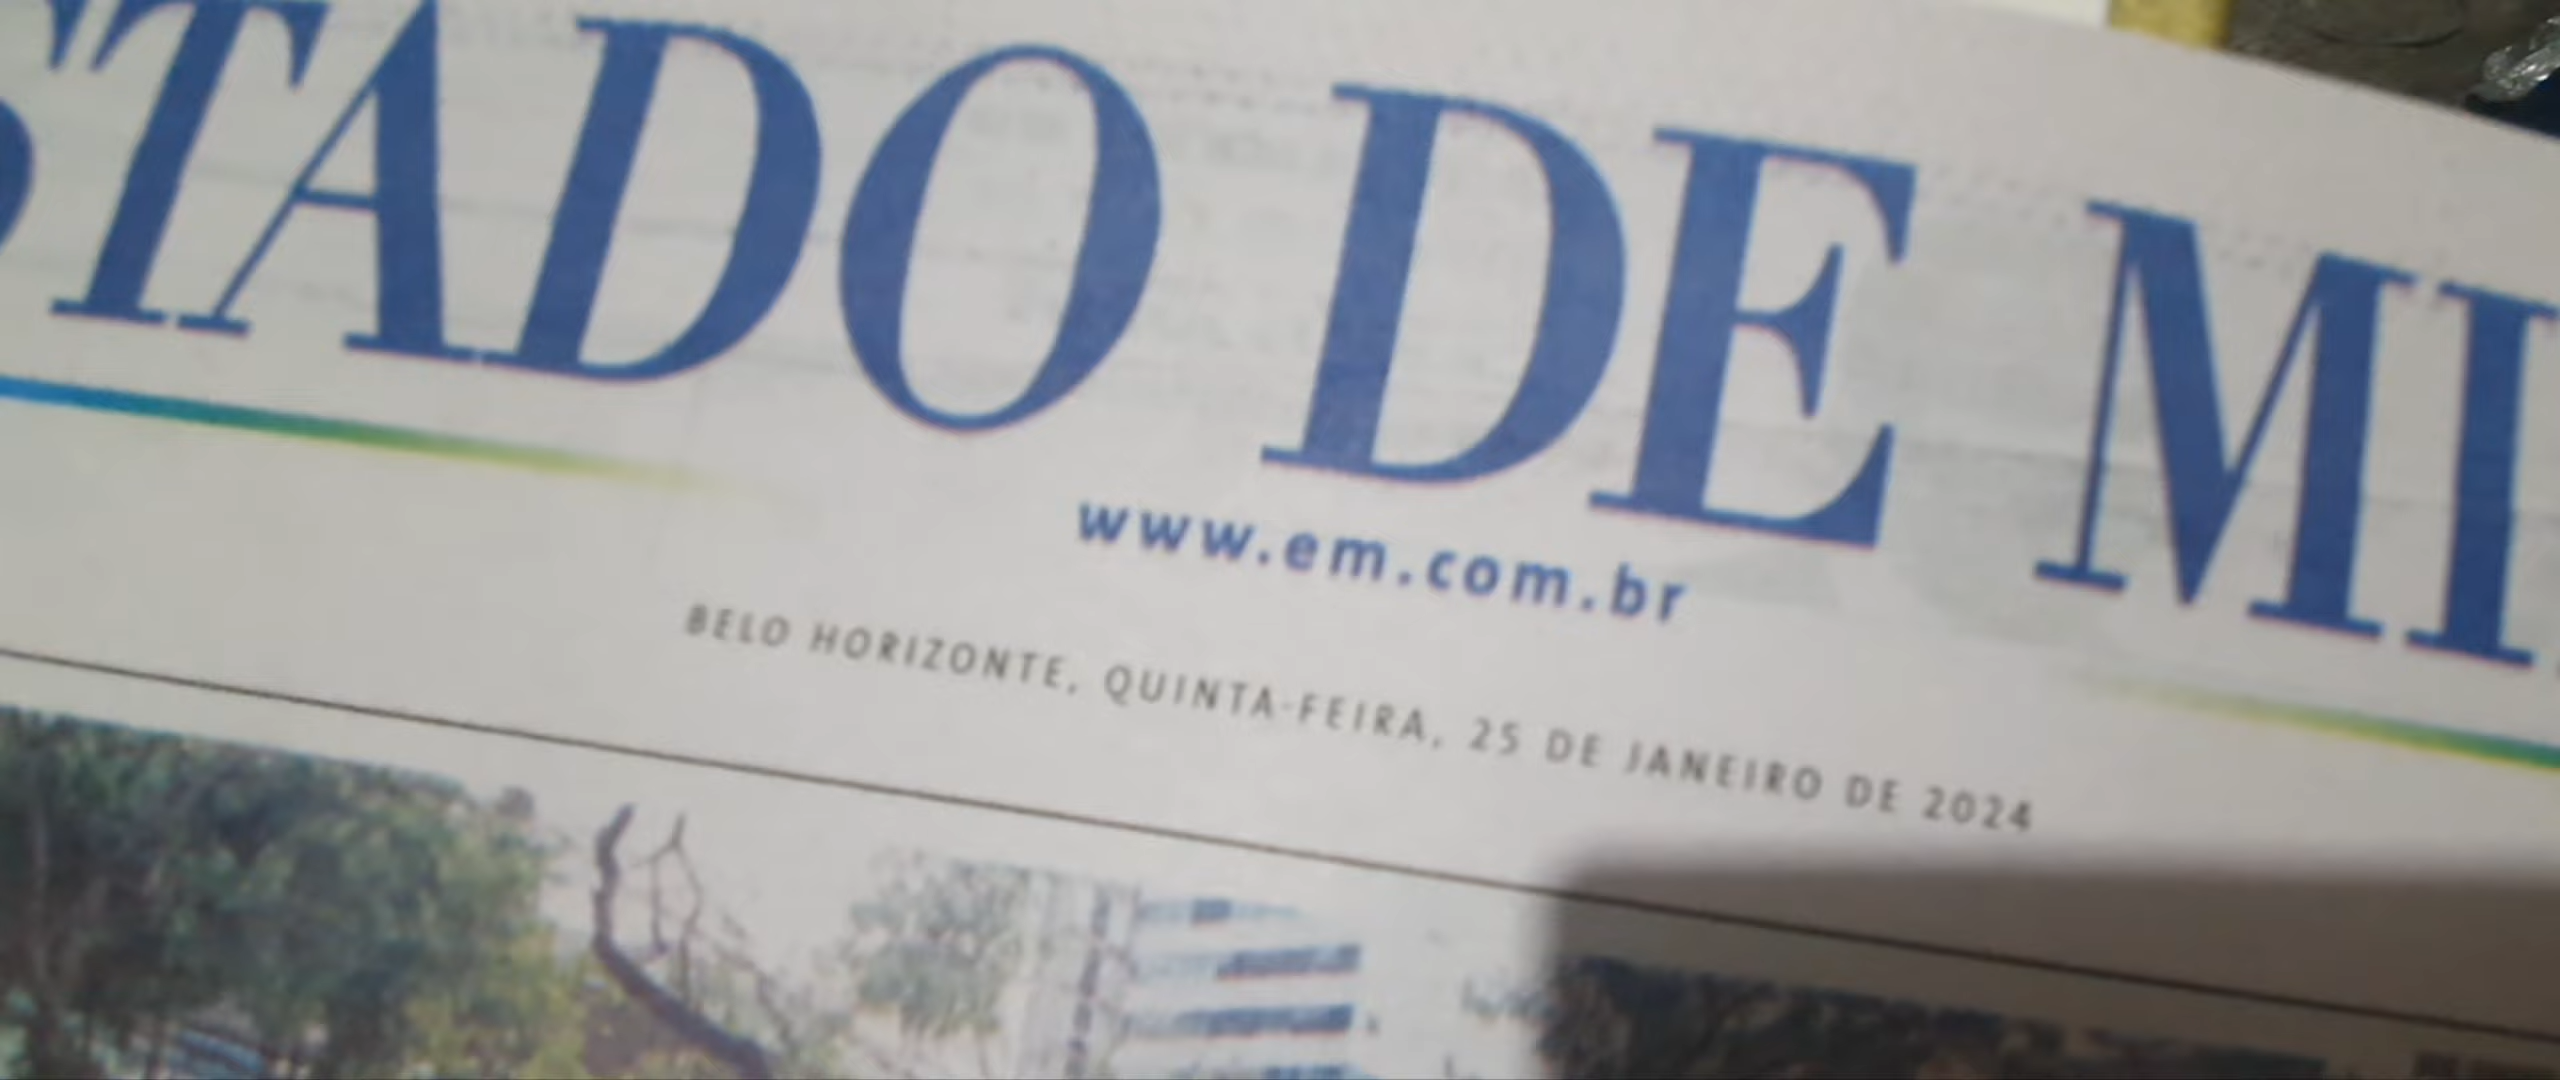 STADO DE MI
www.em.com.br
BELO HORIZONTE, QUINTA-FEIRA, 25 DE JANEIRO DE 2024